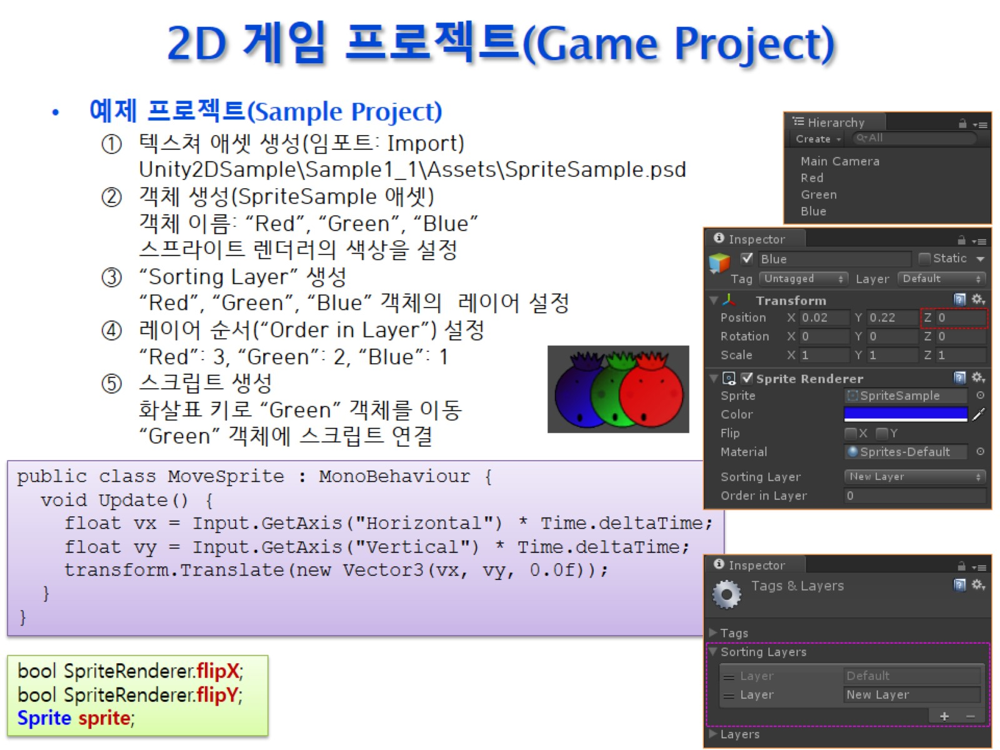 2D 게임 프로젝트(Game Project)
• 예제 프로젝트(Sample Project)
① 텍스쳐 애셋 생성(임포트: Import)
Unity2DSample\Sample1_1\Assets\SpriteSample.psd
② 객체 생성(SpriteSample 애셋)
객체 이름: “Red”, “Green”, “Blue”
스프라이트 렌더러의 색상을 설정
③ “Sorting Layer” 생성
“Red”, “Green”, “Blue” 객체의 레이어 설정
④ 레이어 순서(“Order in Layer”) 설정
“Red”: 3, “Green”: 2, “Blue”: 1
⑤ 스크립트 생성
화살표 키로 “Green” 객체를 이동
“Green” 객체에 스크립트 연결
public class MoveSprite : MonoBehaviour {
void Update() {
float vx = Input.GetAxis("Horizontal") * Time.deltaTime;
float vy = Input.GetAxis("Vertical") * Time.deltaTime;
transform.Translate(new Vector3(vx, vy, 0.0f));
}
}
bool SpriteRenderer.flipX;
bool SpriteRenderer.flipY;
Sprite sprite;
Hierarchy
Create All
Main Camera
Red
Green
Blue
Inspector
Blue Static
Tag Untagged Layer Default
Transform
Position X 0.02 Y 0.22 Z 0
Rotation X 0 Y 0 Z 0
Scale X 1 Y 1 Z 1
Sprite Renderer
Sprite SpriteSample
Color
Flip X Y
Material Sprites-Default
Sorting Layer New Layer
Order in Layer 0
Inspector
Tags & Layers
Tags
Sorting Layers
Layer Default
Layer New Layer
+ −
Layers